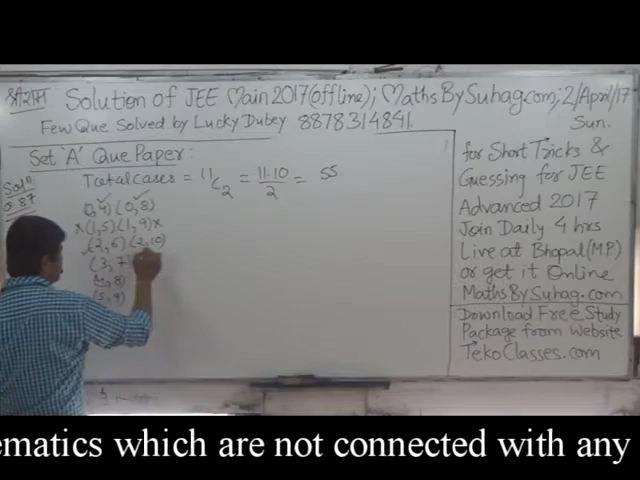 श्रीराम Solution of JEE Main 2017(offline); MathsBySuhag.com; 2/April/17
Few Que Solved by Lucky Dubey 8878314841 Sun.
Set 'A' Que Paper:
Total cases = 11C2 = 11.10/2 = 55
Solⁿ
Q.87
(0,4) (0,8)
×(1,5) (1,9)×
(2,6) (2,10)
(3,7
(4,8)
(5,9)
for Short Tricks &
Guessing for JEE
Advanced 2017
Join Daily 4 hrs
Live at Bhopal (M.P.)
or get it Online
MathsBySuhag.com
Download Free Study
Package from Website
TekoClasses.com
ematics which are not connected with any